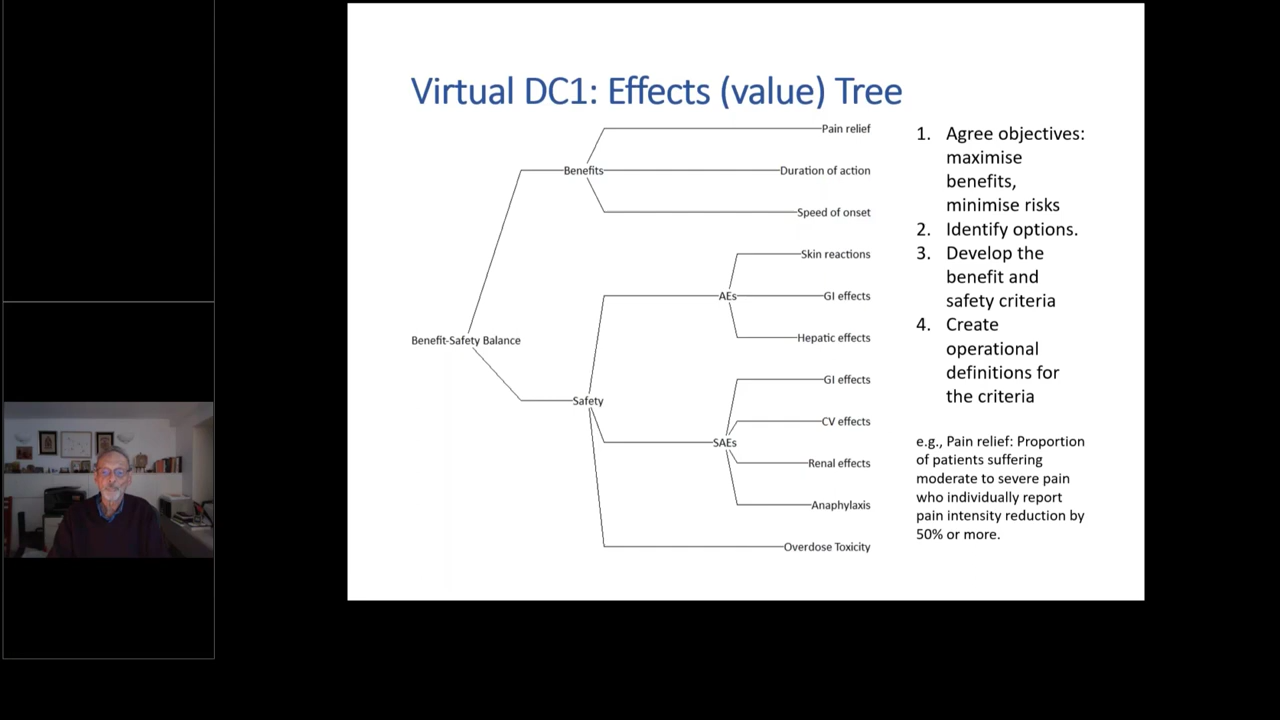 Virtual DC1: Effects (value) Tree
Pain relief
Benefits
Duration of action
Speed of onset
Skin reactions
AEs
GI effects
Hepatic effects
Benefit-Safety Balance
GI effects
Safety
CV effects
SAEs
Renal effects
Anaphylaxis
Overdose Toxicity
1. Agree objectives:
maximise
benefits,
minimise risks
2. Identify options.
3. Develop the
benefit and
safety criteria
4. Create
operational
definitions for
the criteria
e.g., Pain relief: Proportion
of patients suffering
moderate to severe pain
who individually report
pain intensity reduction by
50% or more.